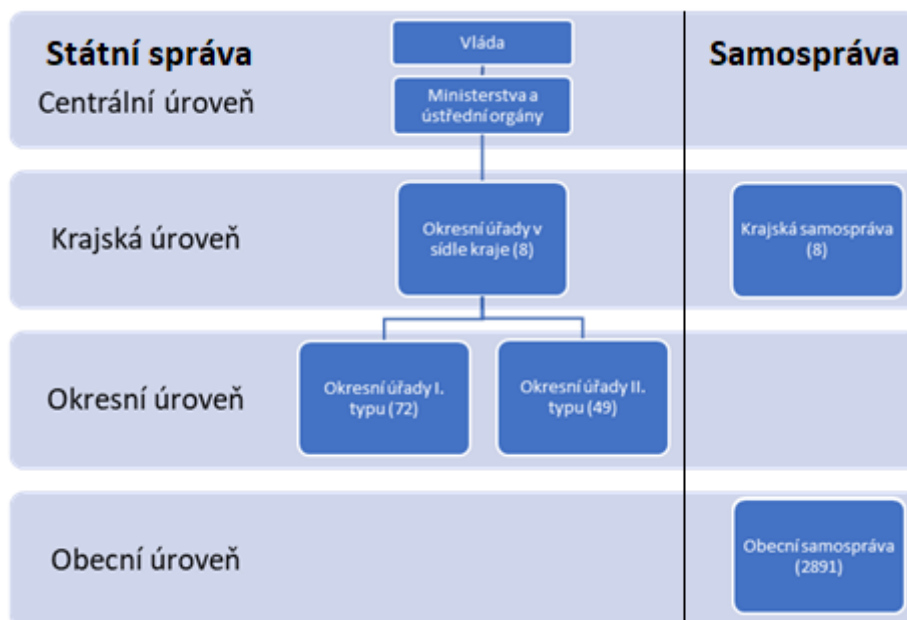 Státní správa
Centrální úroveň
Vláda
Ministerstva a
ústřední orgány
Samospráva
Krajská úroveň
Okresní úřady v
sídle kraje (8)
Krajská samospráva
(8)
Okresní úroveň
Okresní úřady I.
typu (72)
Okresní úřady II.
typu (49)
Obecní úroveň
Obecní samospráva
(2891)